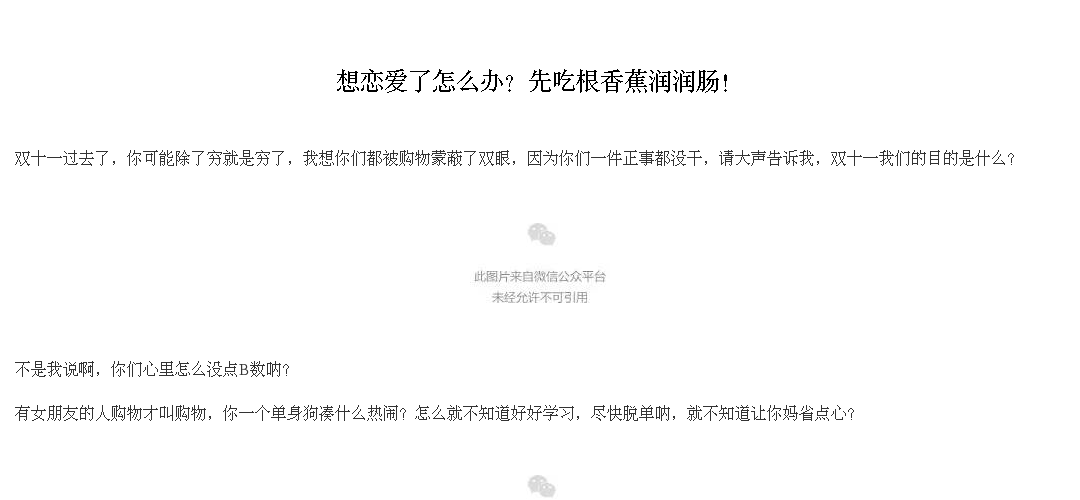 想恋爱了怎么办？先吃根香蕉润润肠！
双十一过去了，你可能除了穷就是穷了，我想你们都被购物蒙蔽了双眼，因为你们一件正事都没干，请大声告诉我，双十一我们的目的是什么？
此图片来自微信公众平台
未经允许不可引用
不是我说啊，你们心里怎么没点B数呐？
有女朋友的人购物才叫购物，你一个单身狗凑什么热闹？怎么就不知道好好学习，尽快脱单呐，就不知道让你妈省点心？